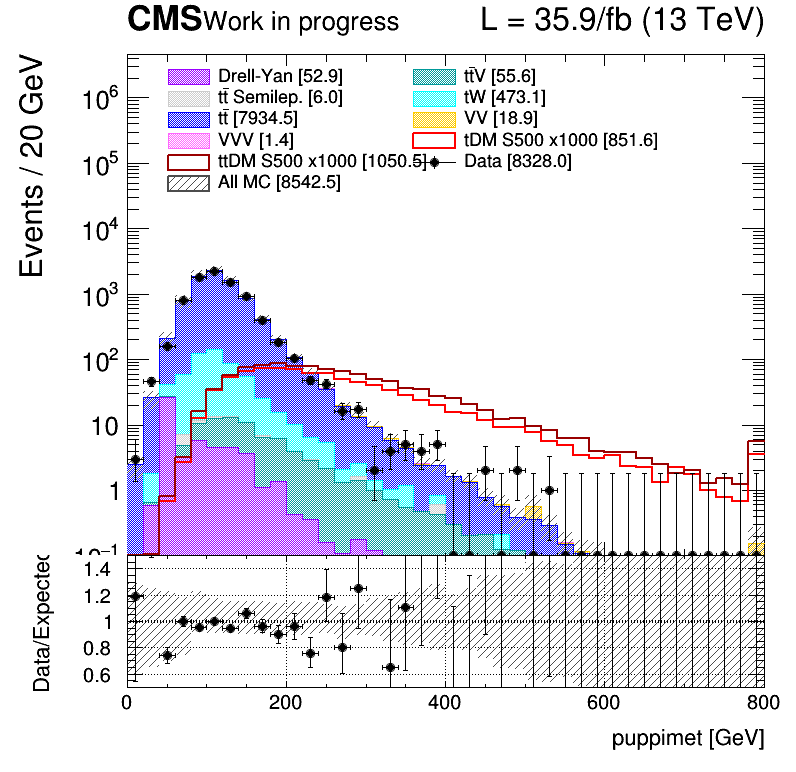 CMS Work in progress L = 35.9/fb (13 TeV)
Drell-Yan [52.9] tt̄V [55.6]
tt̄ Semilep. [6.0] tW [473.1]
tt̄ [7934.5] VV [18.9]
VVV [1.4] tDM S500 x1000 [851.6]
ttDM S500 x1000 [1050.5] Data [8328.0]
All MC [8542.5]
Events / 20 GeV
10⁶
10⁵
10⁴
10³
10²
10
1
10⁻¹
Data/Expected
1.4
1.2
1
0.8
0.6
0 200 400 600 800
puppimet [GeV]